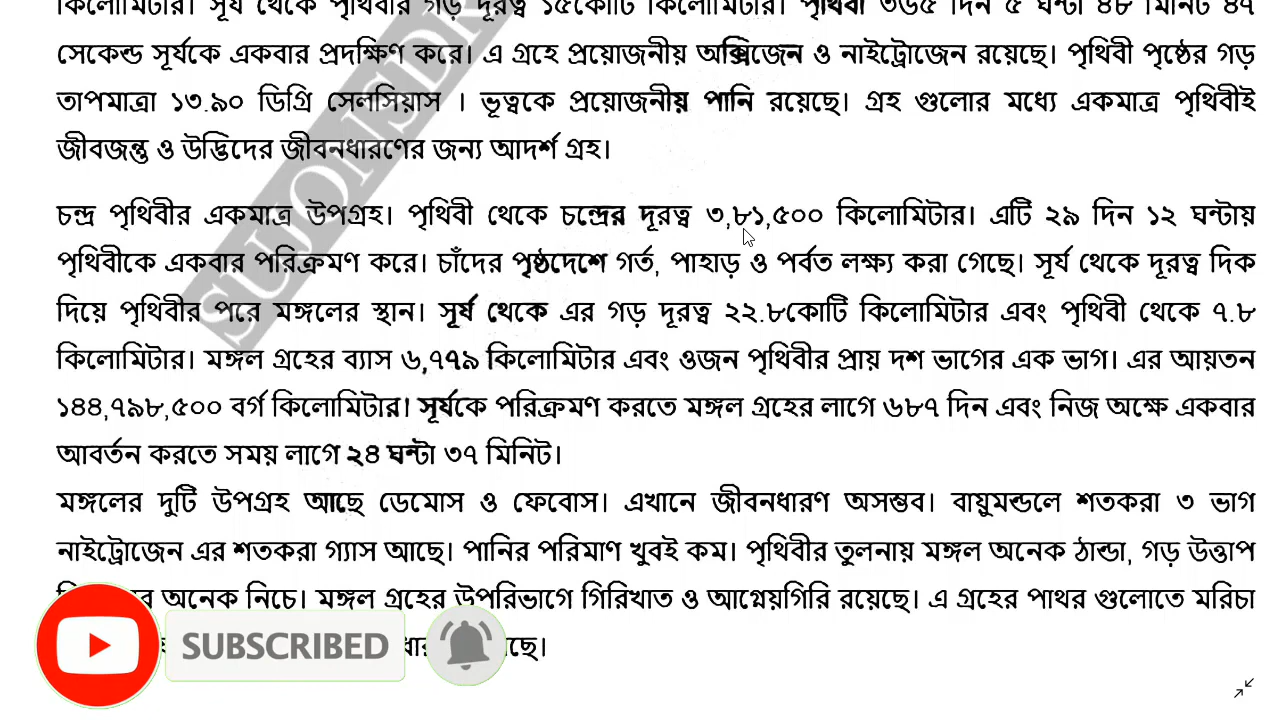 কিলোমিটার। সূর্য থেকে পৃথিবীর গড় দূরত্ব ১৫কোটি কিলোমিটার। পৃথিবী ৩৬৫ দিন ৫ ঘন্টা ৪৮ মিনিট ৪৭
সেকেন্ড সূর্যকে একবার প্রদক্ষিণ করে। এ গ্রহে প্রয়োজনীয় অক্সিজেন ও নাইট্রোজেন রয়েছে। পৃথিবী পৃষ্ঠের গড়
তাপমাত্রা ১৩.৯০ ডিগ্রি সেলসিয়াস । ভূত্বকে প্রয়োজনীয় পানি রয়েছে। গ্রহ গুলোর মধ্যে একমাত্র পৃথিবীই
জীবজন্তু ও উদ্ভিদের জীবনধারণের জন্য আদর্শ গ্রহ।
চন্দ্র পৃথিবীর একমাত্র উপগ্রহ। পৃথিবী থেকে চন্দ্রের দূরত্ব ৩,৮১,৫০০ কিলোমিটার। এটি ২৯ দিন ১২ ঘন্টায়
পৃথিবীকে একবার পরিক্রমণ করে। চাঁদের পৃষ্ঠদেশে গর্ত, পাহাড় ও পর্বত লক্ষ্য করা গেছে। সূর্য থেকে দূরত্ব দিক
দিয়ে পৃথিবীর পরে মঙ্গলের স্থান। সূর্য থেকে এর গড় দূরত্ব ২২.৮কোটি কিলোমিটার এবং পৃথিবী থেকে ৭.৮
কিলোমিটার। মঙ্গল গ্রহের ব্যাস ৬,৭৭৯ কিলোমিটার এবং ওজন পৃথিবীর প্রায় দশ ভাগের এক ভাগ। এর আয়তন
১৪৪,৭৯৮,৫০০ বর্গ কিলোমিটার। সূর্যকে পরিক্রমণ করতে মঙ্গল গ্রহের লাগে ৬৮৭ দিন এবং নিজ অক্ষে একবার
আবর্তন করতে সময় লাগে ২৪ ঘন্টা ৩৭ মিনিট।
মঙ্গলের দুটি উপগ্রহ আছে ডেমোস ও ফেবোস। এখানে জীবনধারণ অসম্ভব। বায়ুমন্ডলে শতকরা ৩ ভাগ
নাইট্রোজেন এর শতকরা গ্যাস আছে। পানির পরিমাণ খুবই কম। পৃথিবীর তুলনায় মঙ্গল অনেক ঠান্ডা, গড় উত্তাপ
অনেক নিচে। মঙ্গল গ্রহের উপরিভাগে গিরিখাত ও আগ্নেয়গিরি রয়েছে। এ গ্রহের পাথর গুলোতে মরিচা
SUBSCRIBED